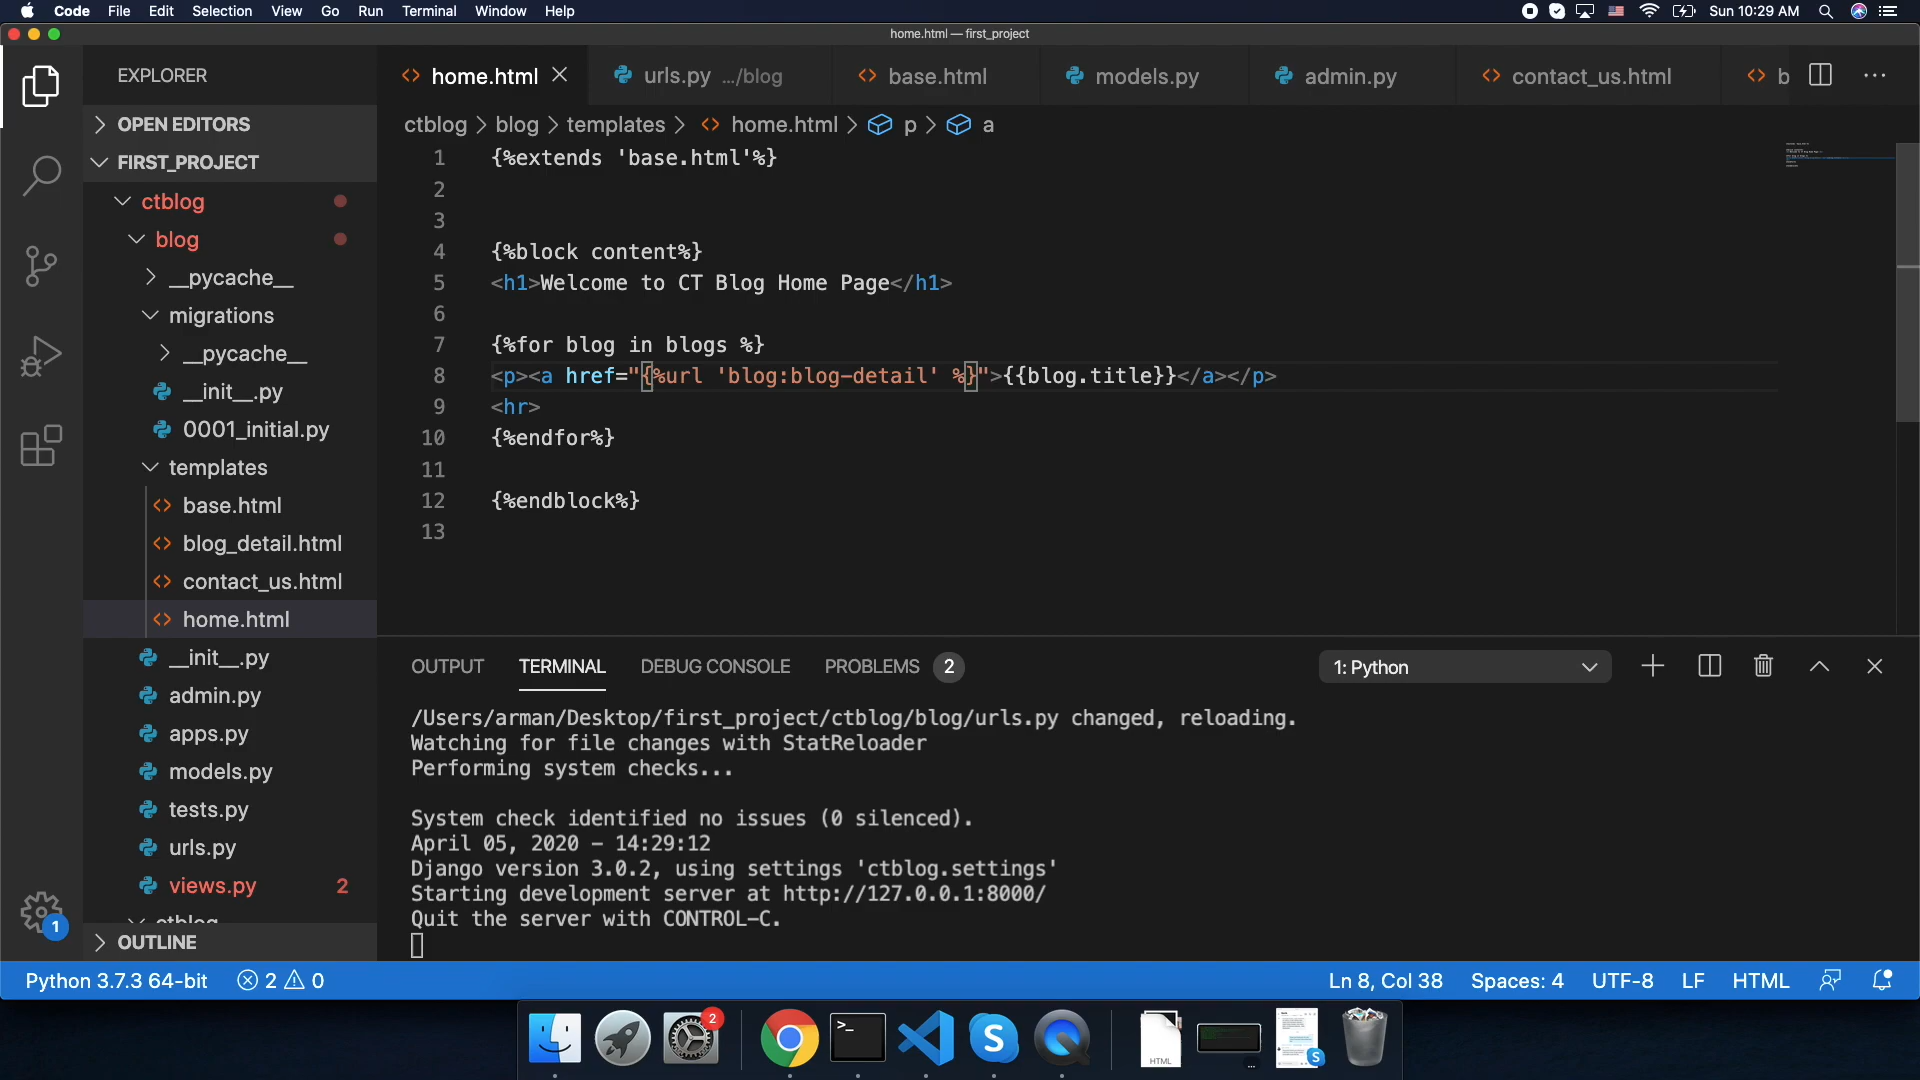 Code File Edit Selection View Go Run Terminal Window Help Sun 10:29 AM
home.html — first_project
EXPLORER
OPEN EDITORS
FIRST_PROJECT
ctblog
blog
__pycache__
migrations
__pycache__
__init__.py
0001_initial.py
templates
base.html
blog_detail.html
contact_us.html
home.html
__init__.py
admin.py
apps.py
models.py
tests.py
urls.py
views.py 2
ctblog
OUTLINE
1
home.html urls.py .../blog base.html models.py admin.py contact_us.html b ...
ctblog > blog > templates > home.html > p > a
1 {%extends 'base.html'%}
2
3
4 {%block content%}
5 <h1>Welcome to CT Blog Home Page</h1>
6
7 {%for blog in blogs %}
8 <p><a href="{%url 'blog:blog-detail' %}">{{blog.title}}</a></p>
9 <hr>
10 {%endfor%}
11
12 {%endblock%}
13
OUTPUT TERMINAL DEBUG CONSOLE PROBLEMS 2 1: Python
/Users/arman/Desktop/first_project/ctblog/blog/urls.py changed, reloading.
Watching for file changes with StatReloader
Performing system checks...
System check identified no issues (0 silenced).
April 05, 2020 - 14:29:12
Django version 3.0.2, using settings 'ctblog.settings'
Starting development server at http://127.0.0.1:8000/
Quit the server with CONTROL-C.
Python 3.7.3 64-bit 2 0 Ln 8, Col 38 Spaces: 4 UTF-8 LF HTML
2
>_
S
HTML
...
S